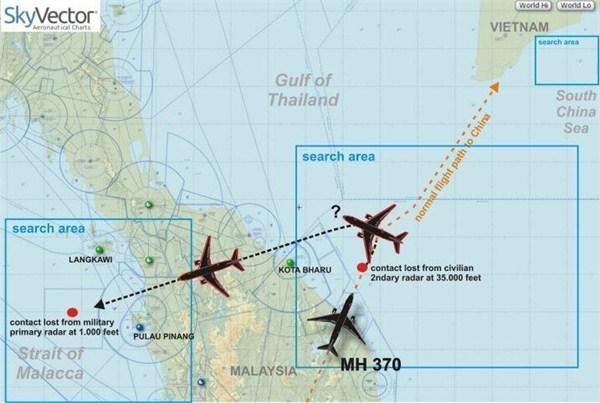 SkyVector
Aeronautical Charts
World Hi
World Lo
VIETNAM
search area
Gulf of
Thailand
South
China
Sea
normal flight path to China
search area
?
search area
LANGKAWI
KOTA BHARU
contact lost from civilian
2ndary radar at 35.000 feet
contact lost from military
primary radar at 1.000 feet
PULAU PINANG
Strait of
Malacca
MALAYSIA
MH 370